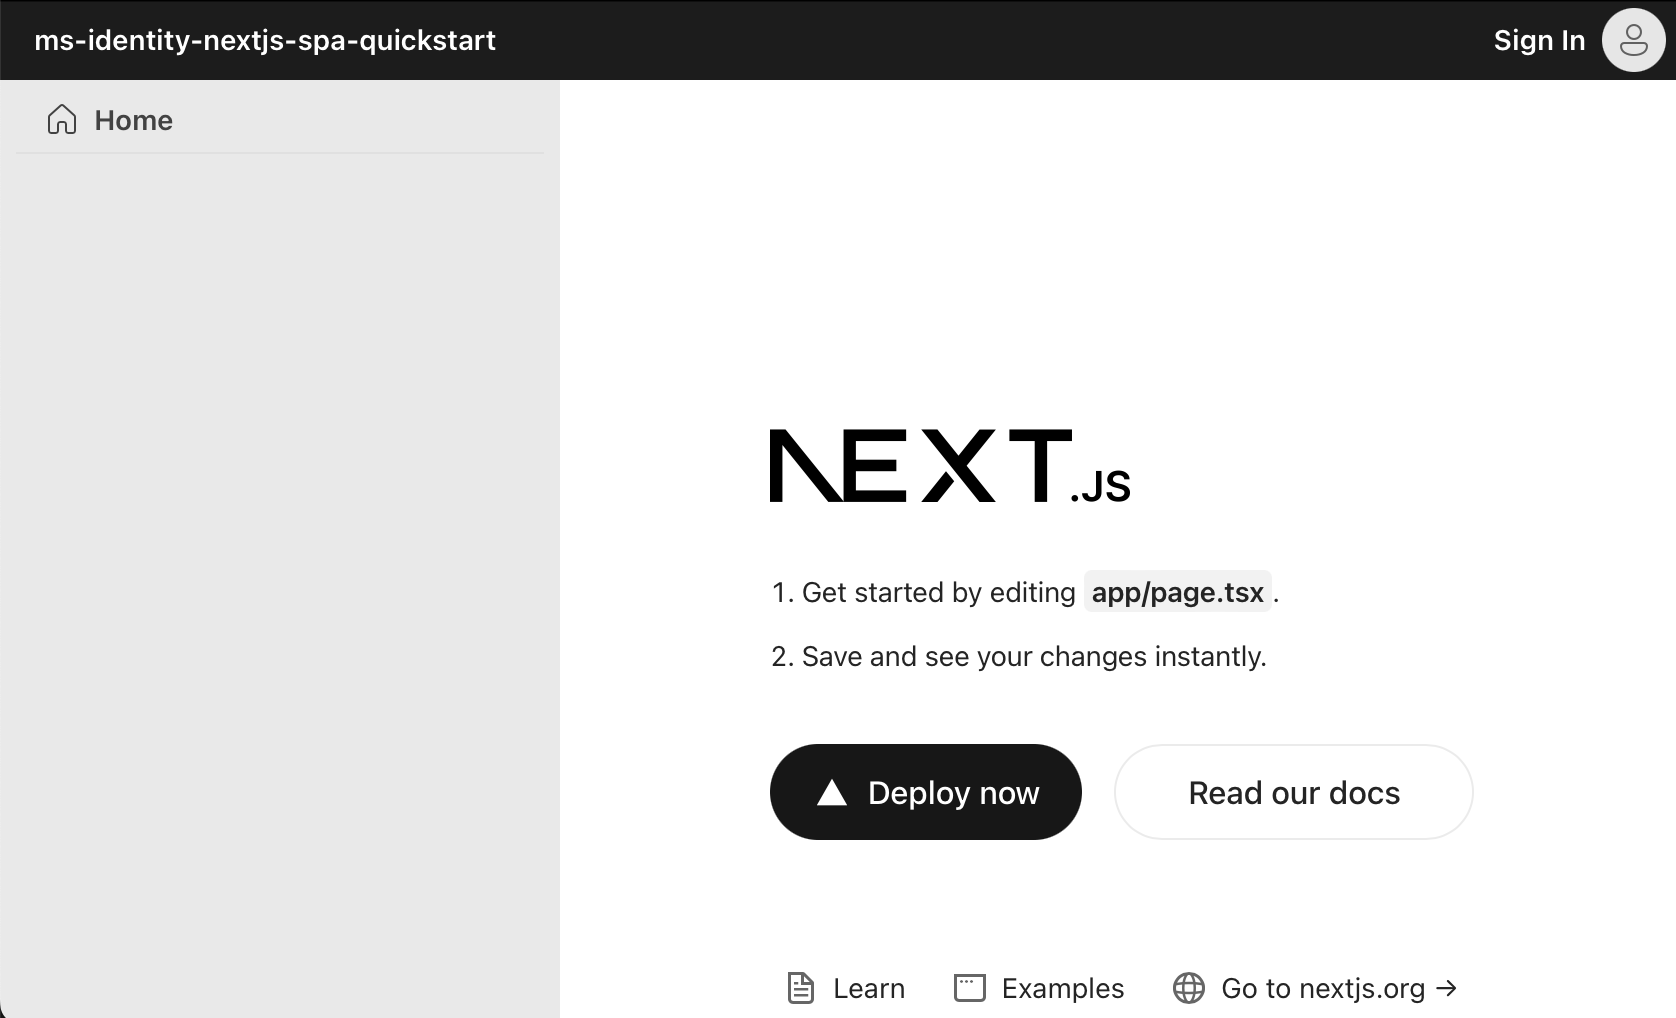 ms-identity-nextjs-spa-quickstart
Sign In
Home
NEXT.JS
1. Get started by editing app/page.tsx.
2. Save and see your changes instantly.
Deploy now
Read our docs
Learn
Examples
Go to nextjs.org →